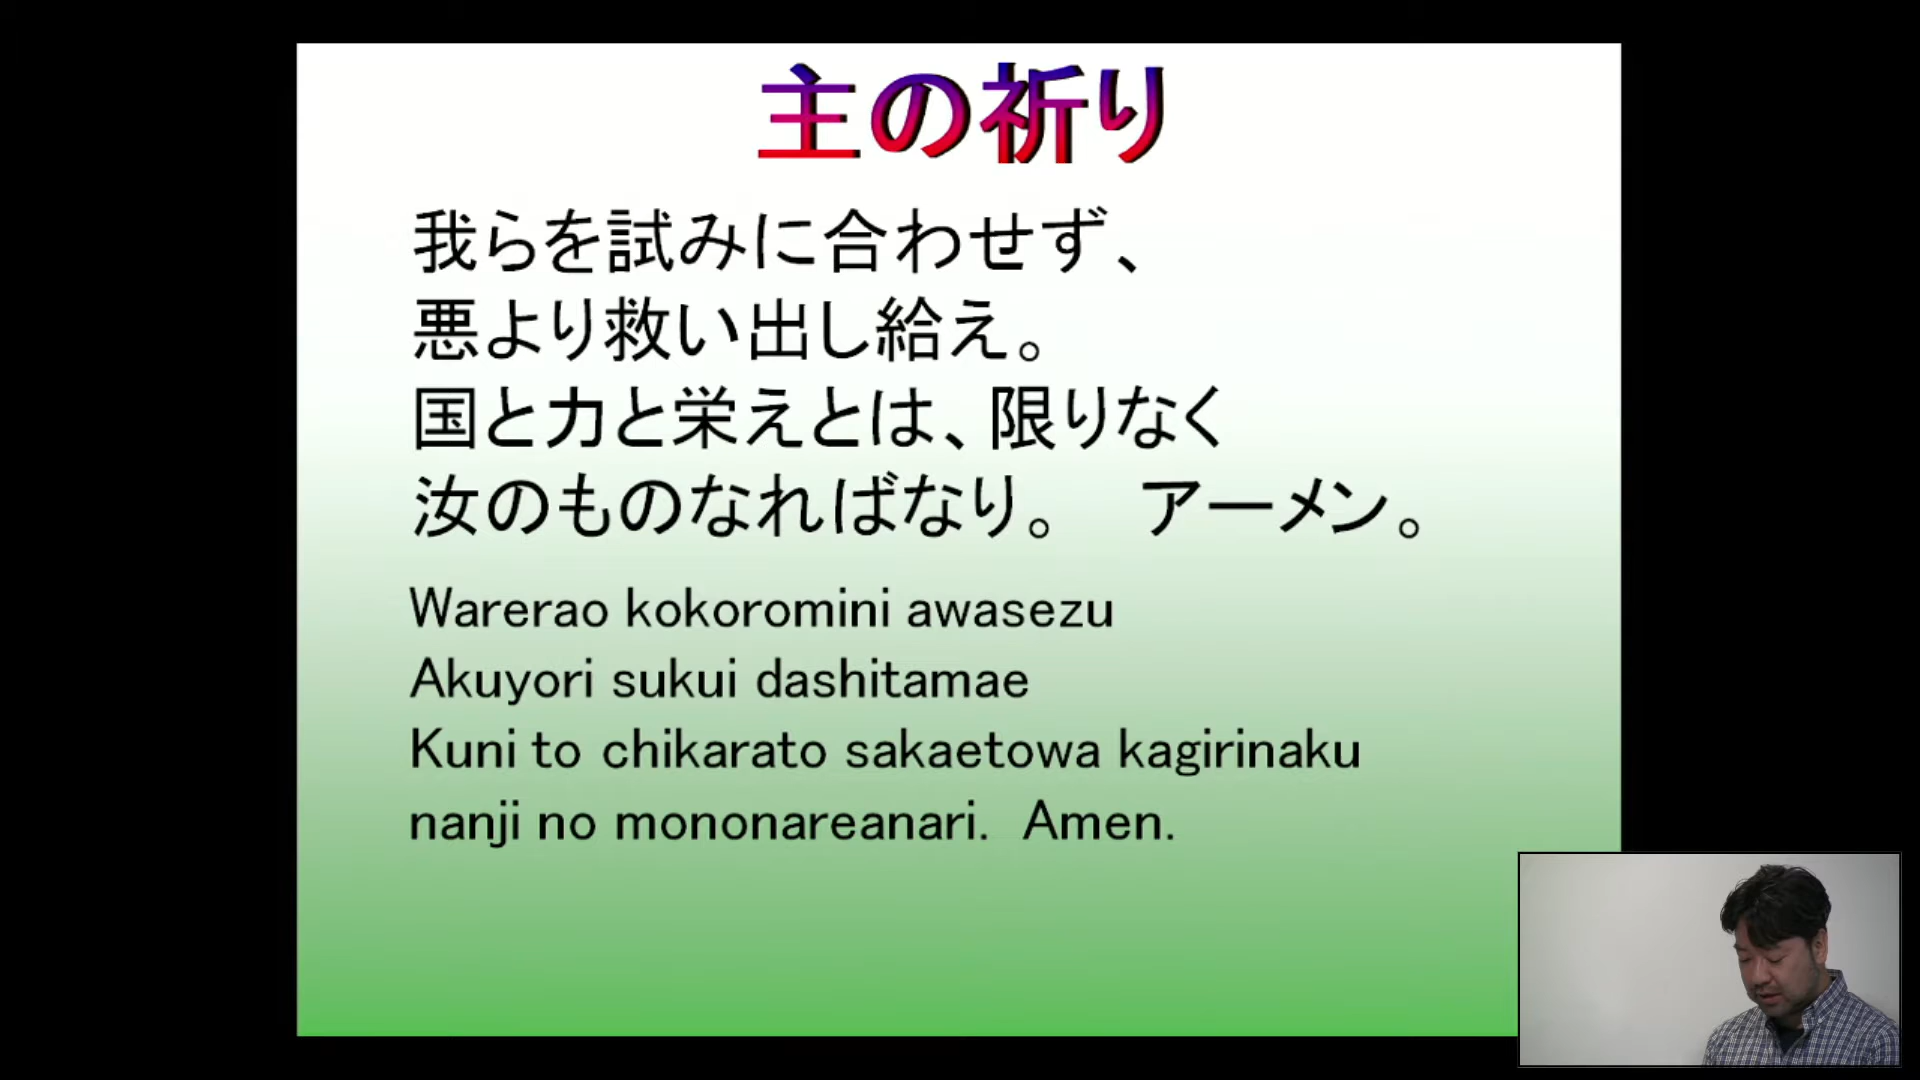 主の祈り
我らを試みに合わせず、
悪より救い出し給え。
国と力と栄えとは、限りなく
汝のものなればなり。　アーメン。
Warerao kokoromini awasezu
Akuyori sukui dashitamae
Kuni to chikarato sakaetowa kagirinaku
nanji no mononareanari.  Amen.